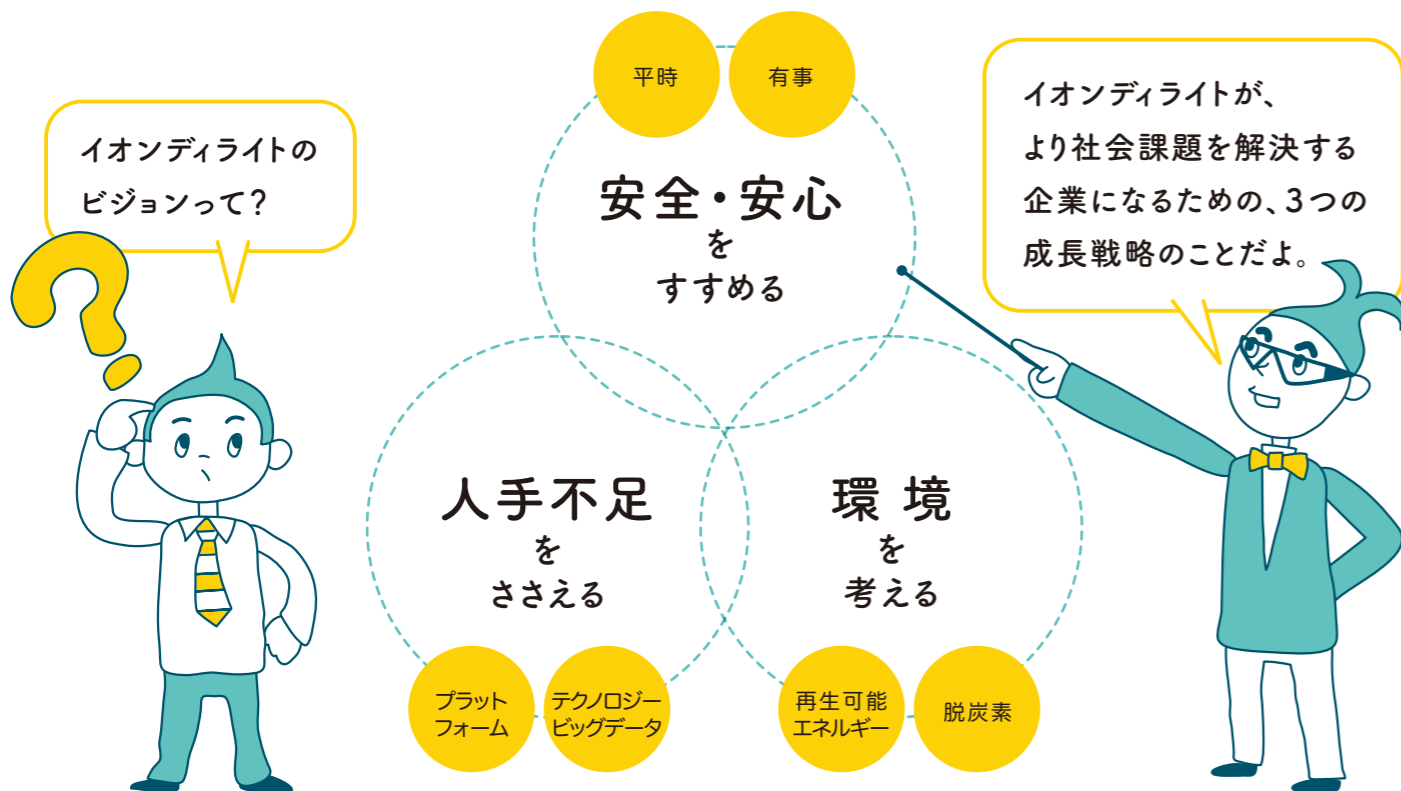 イオンディライトの
ビジョンって?
平時
有事
安全・安心
を
すすめる
イオンディライトが、
より社会課題を解決する
企業になるための、3つの
成長戦略のことだよ。
人手不足
を
ささえる
プラット
フォーム
テクノロジー
ビッグデータ
環境
を
考える
再生可能
エネルギー
脱炭素